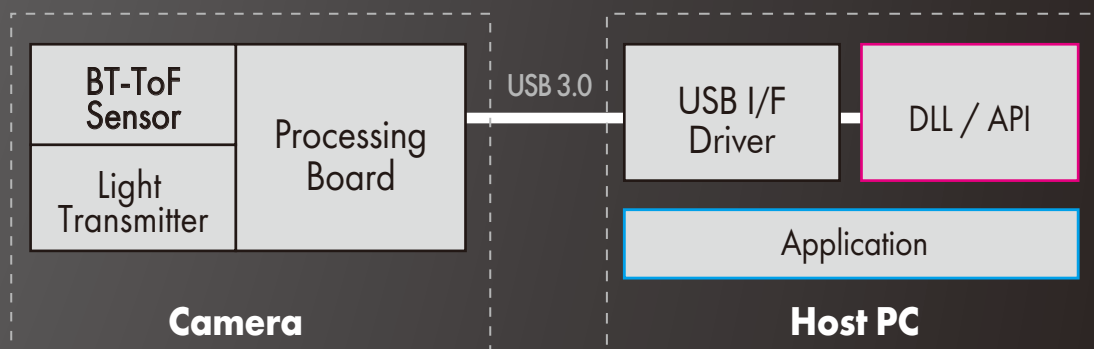 BT-ToF
Sensor
Light
Transmitter
Processing
Board
USB 3.0
USB I/F
Driver
DLL / API
Application
Camera
Host PC